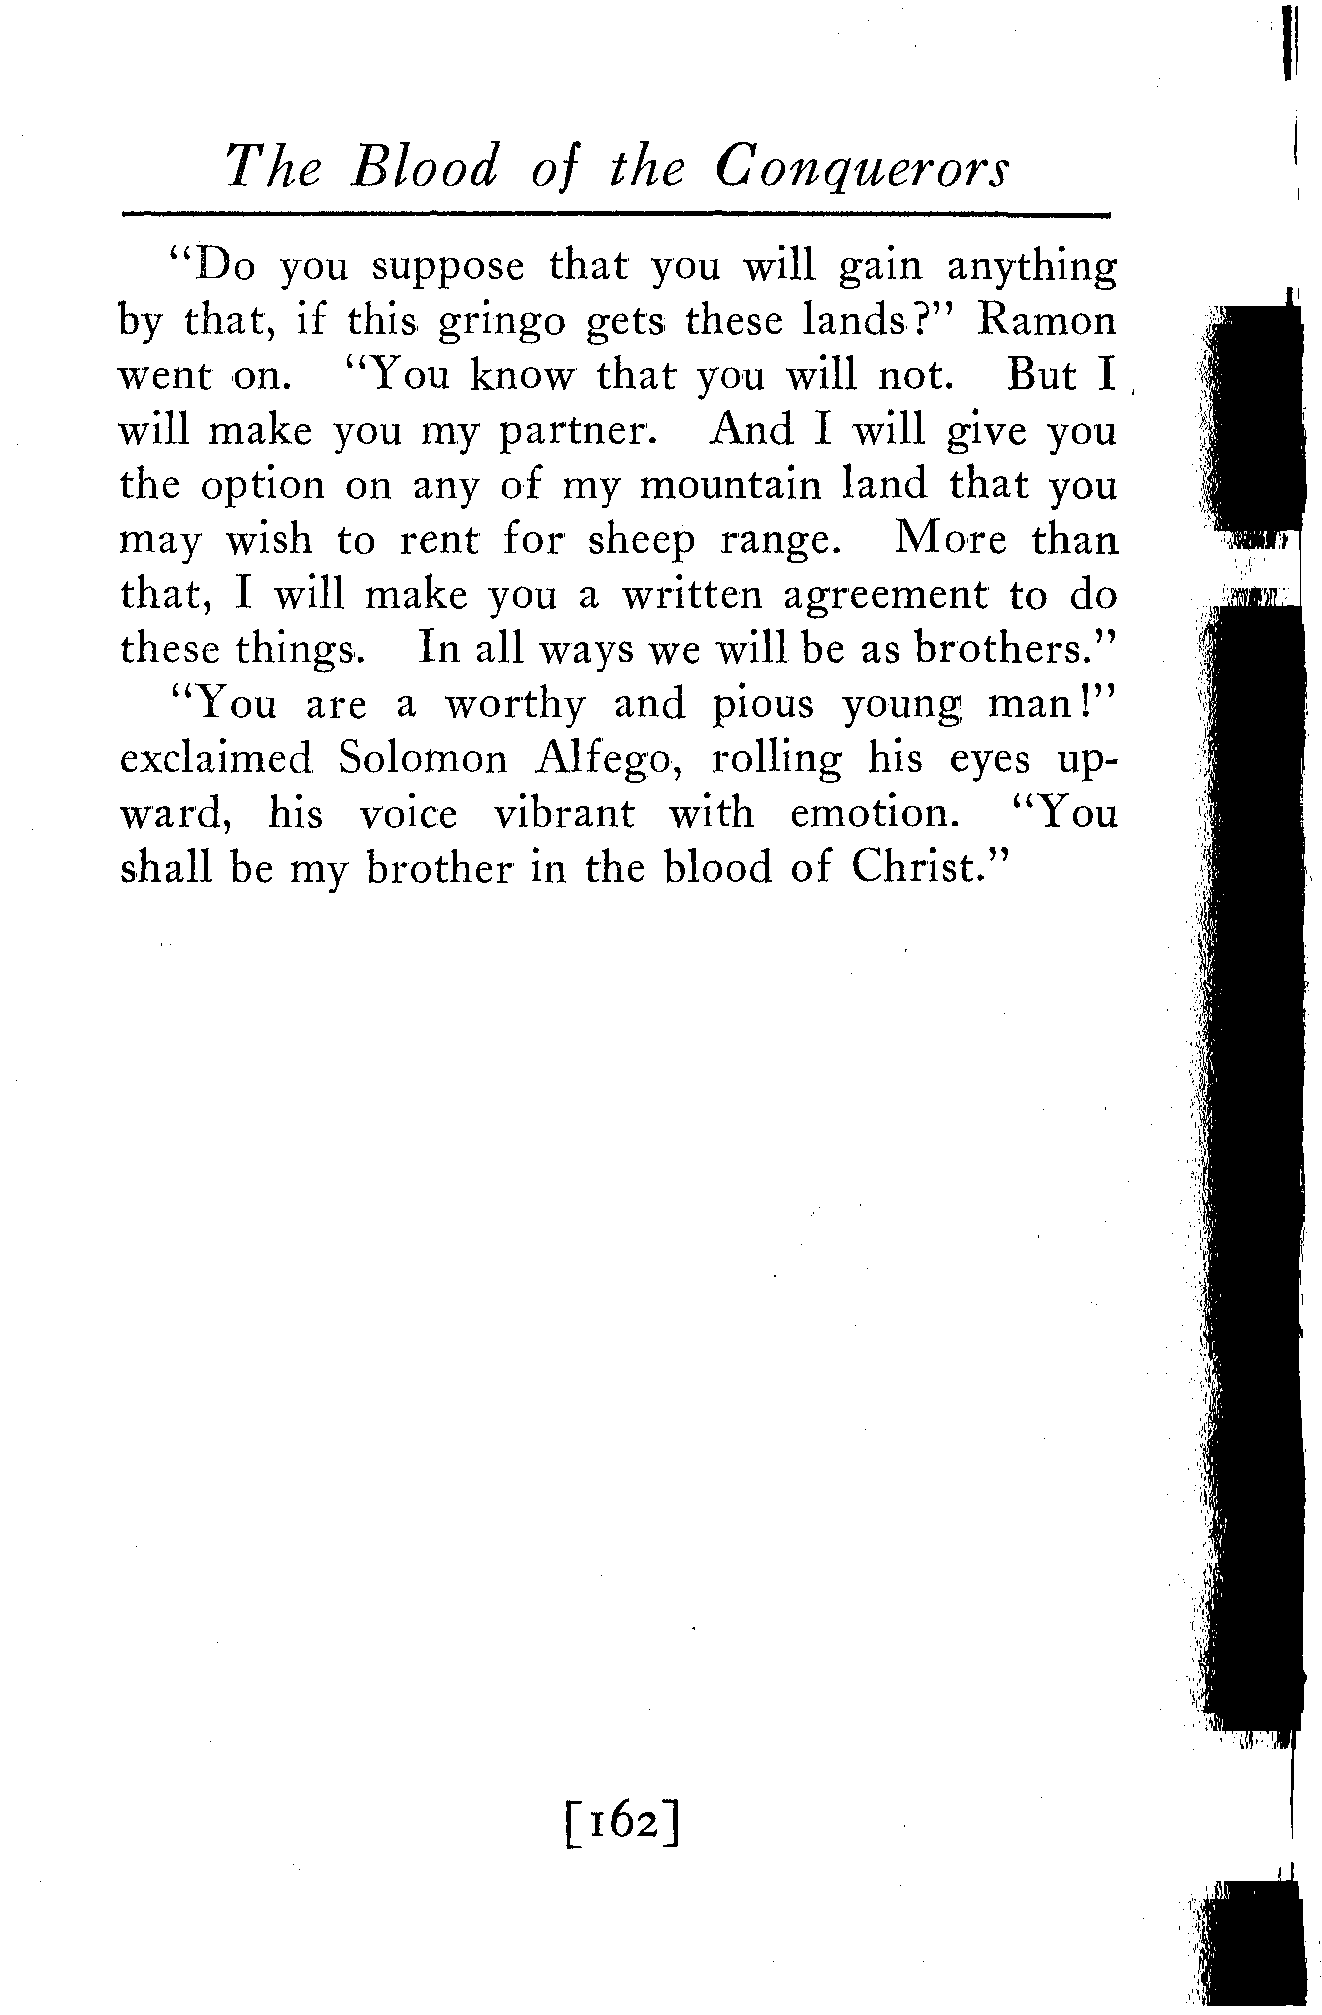 The Blood of the Conquerors
“Do you suppose that you will gain anything
by that, if this gringo gets these lands?” Ramon
went on. “You know that you will not. But I
will make you my partner. And I will give you
the option on any of my mountain land that you
may wish to rent for sheep range. More than
that, I will make you a written agreement to do
these things. In all ways we will be as brothers.”
“You are a worthy and pious young man!”
exclaimed Solomon Alfego, rolling his eyes up-
ward, his voice vibrant with emotion. “You
shall be my brother in the blood of Christ.”
[162]